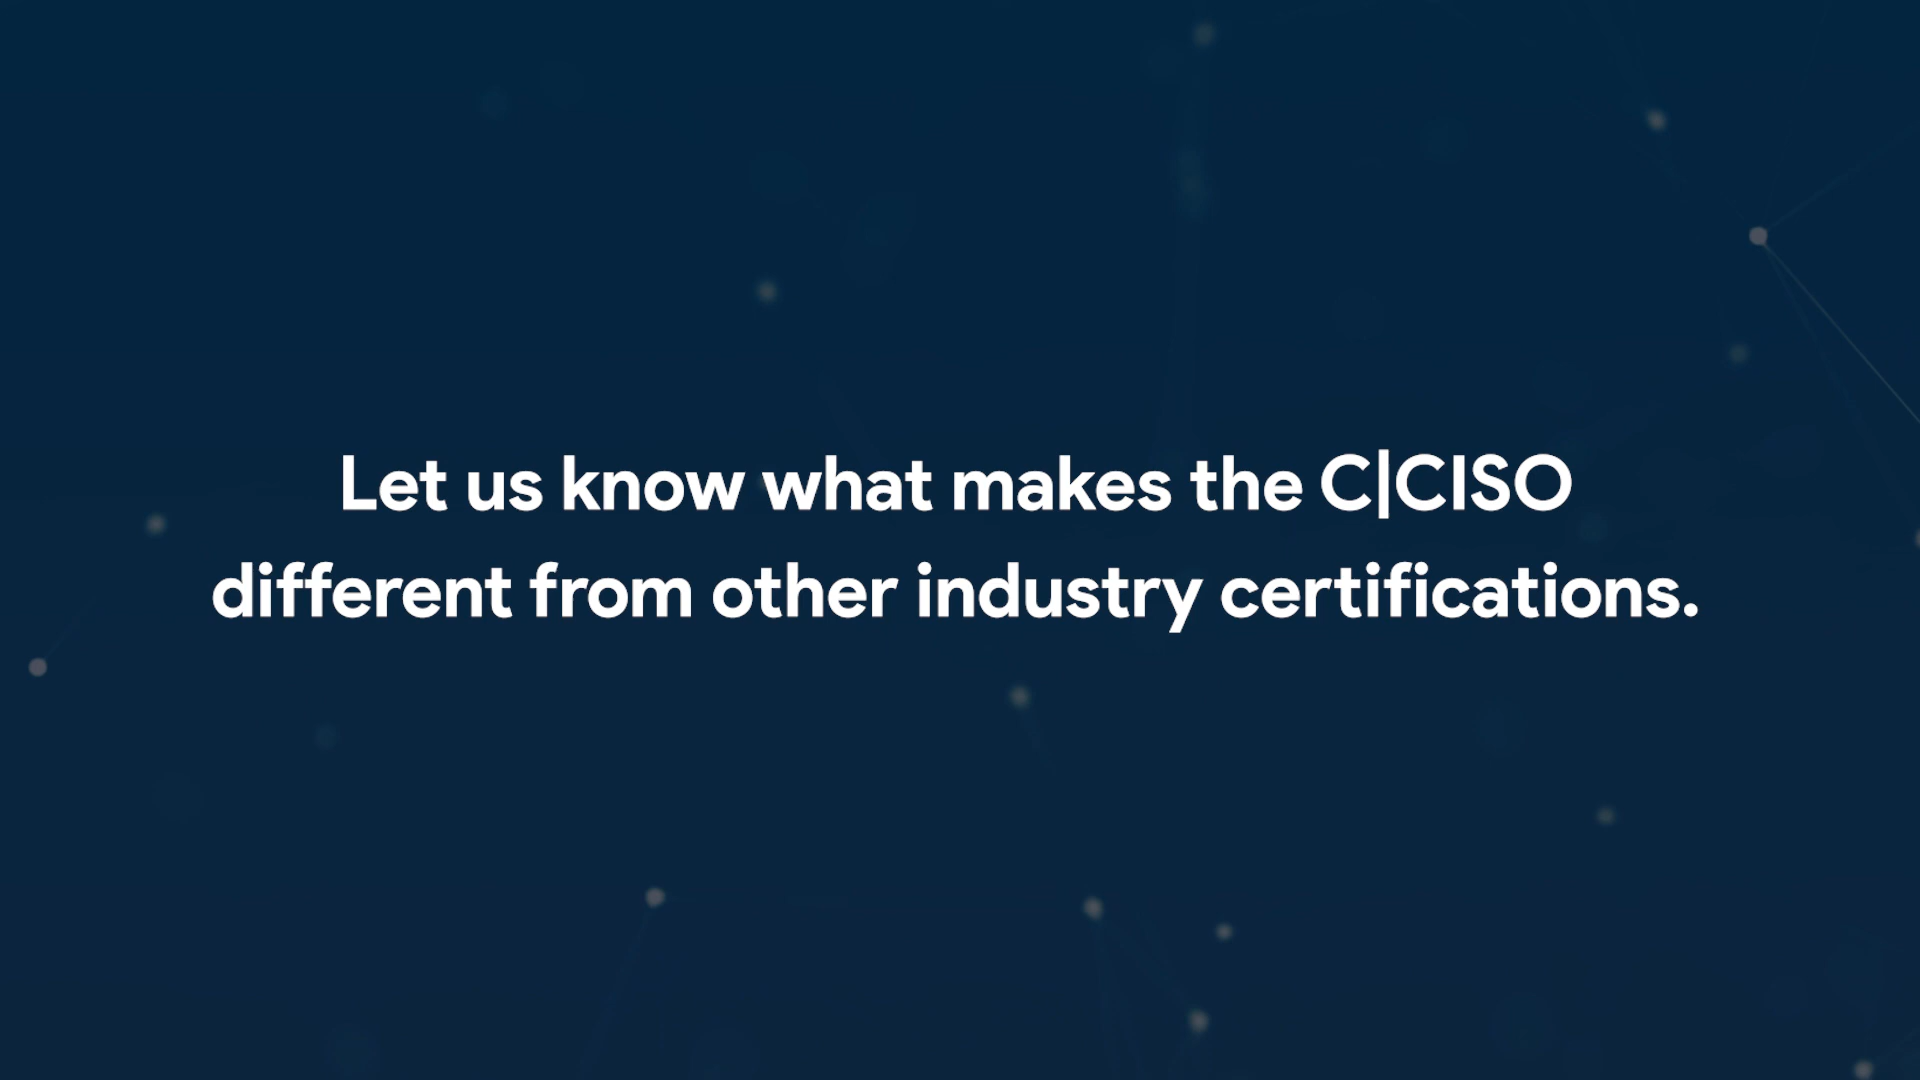 Let us know what makes the C|CISO
different from other industry certifications.